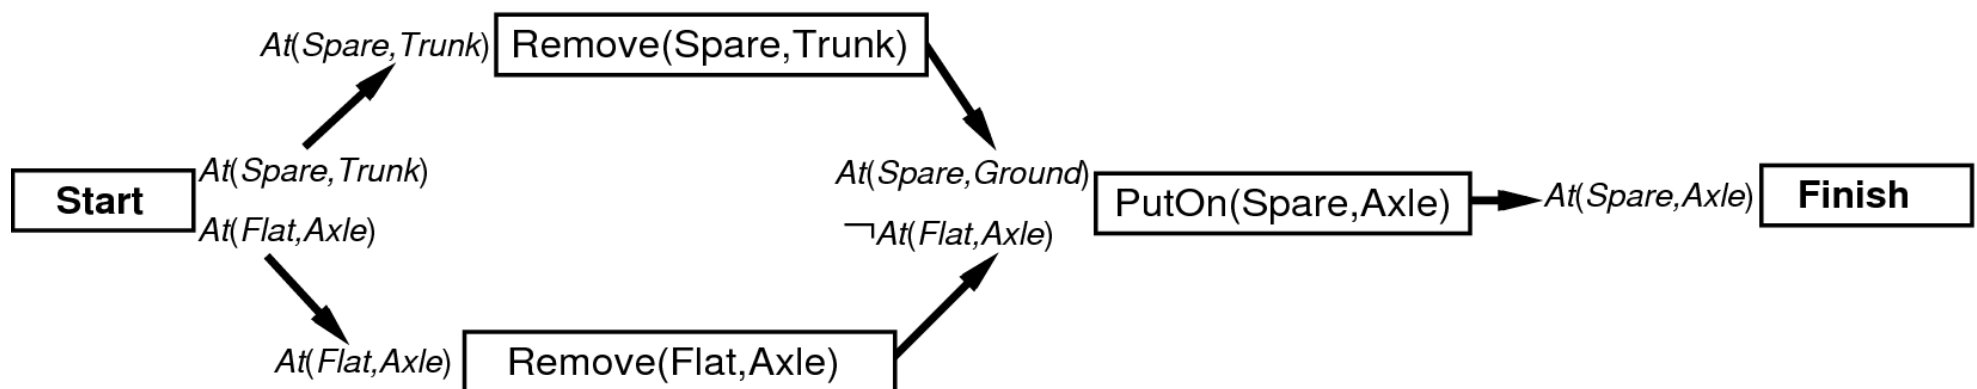 At(Spare,Trunk) Remove(Spare,Trunk)
At(Spare,Trunk)
Start
At(Flat,Axle)
At(Spare,Ground)
¬At(Flat,Axle)
PutOn(Spare,Axle)
At(Spare,Axle) Finish
At(Flat,Axle) Remove(Flat,Axle)